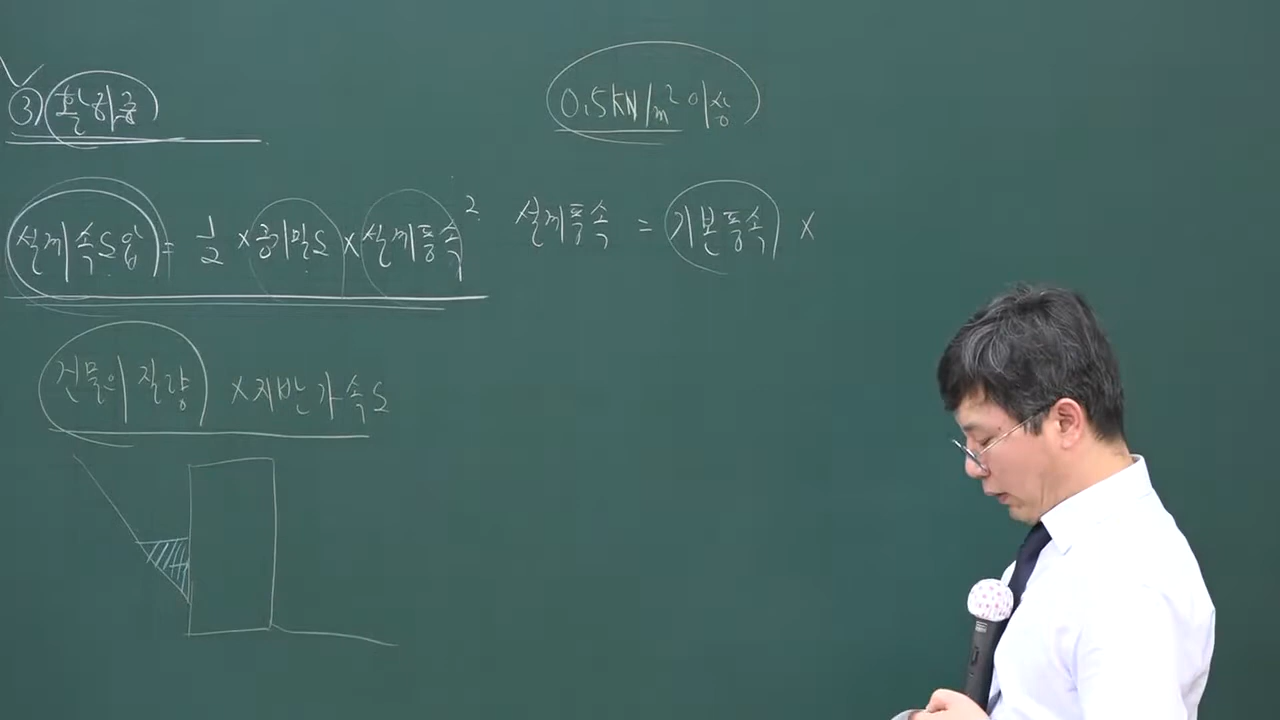 ③ 활하중
0.5kN/m² 이상
설계속도압 = 1/2 × 공기밀도 × 설계풍속²
설계풍속 = 기본풍속 ×
건물의 질량 × 지반가속도